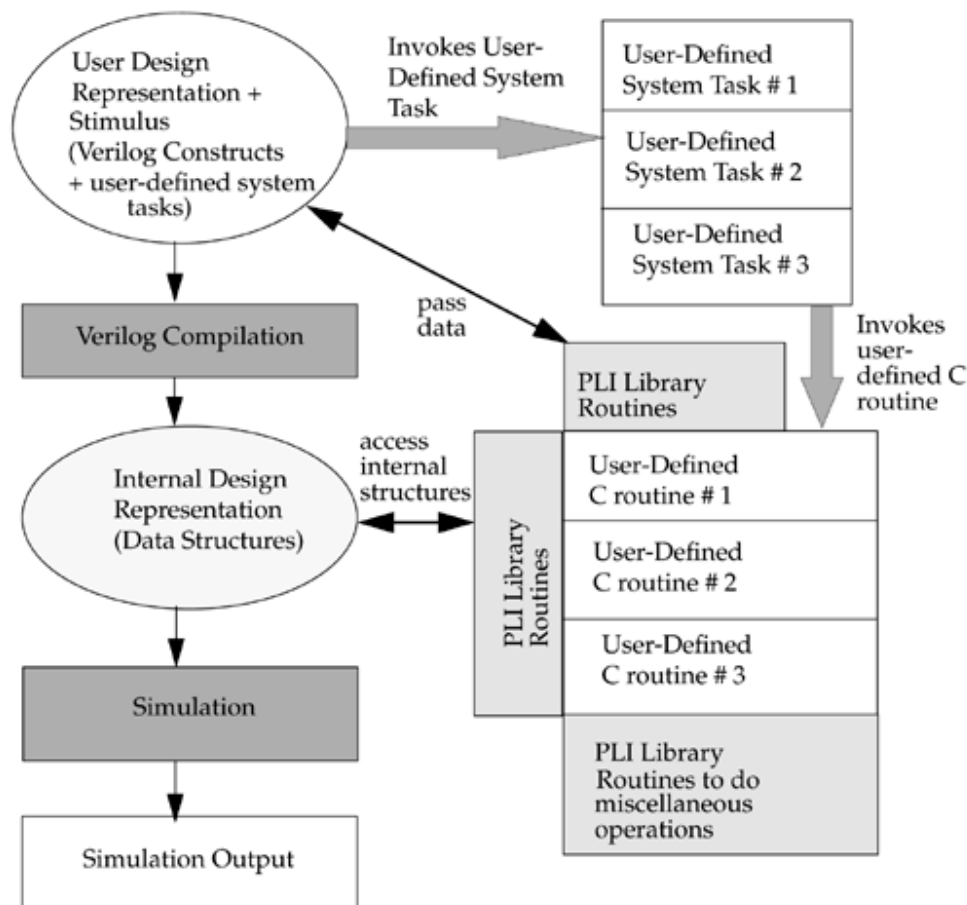 User Design
Representation +
Stimulus
(Verilog Constructs
+ user-defined system
tasks)
Invokes User-
Defined System
Task
User-Defined
System Task # 1
User-Defined
System Task # 2
User-Defined
System Task # 3
pass
data
Invokes
user-
defined C
routine
Verilog Compilation
PLI Library
Routines
access
internal
structures
Internal Design
Representation
(Data Structures)
PLI Library
Routines
User-Defined
C routine # 1
User-Defined
C routine # 2
User-Defined
C routine # 3
Simulation
PLI Library
Routines to do
miscellaneous
operations
Simulation Output